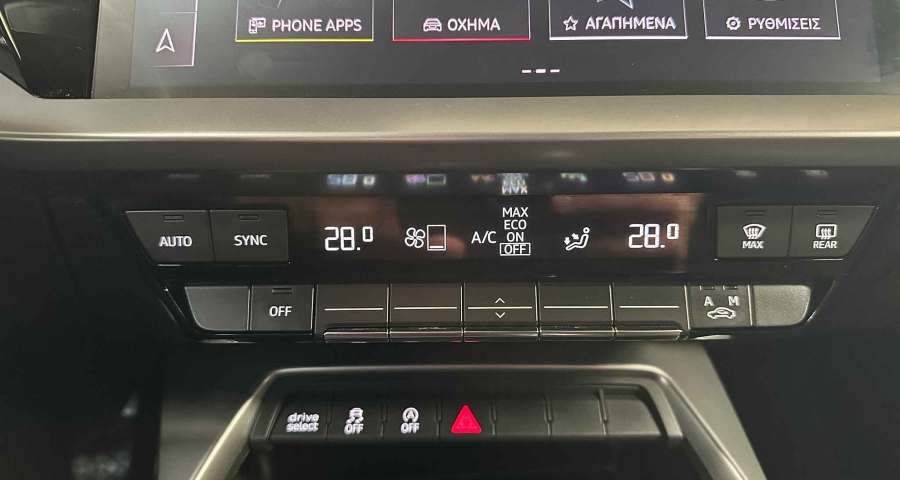 PHONE APPS
ΟΧΗΜΑ
ΑΓΑΠΗΜΕΝΑ
ΡΥΘΜΙΣΕΙΣ
AUTO
SYNC
28.0
A/C
MAX
ECO
ON
OFF
28.0
MAX
REAR
OFF
A M
drive
select
OFF
OFF